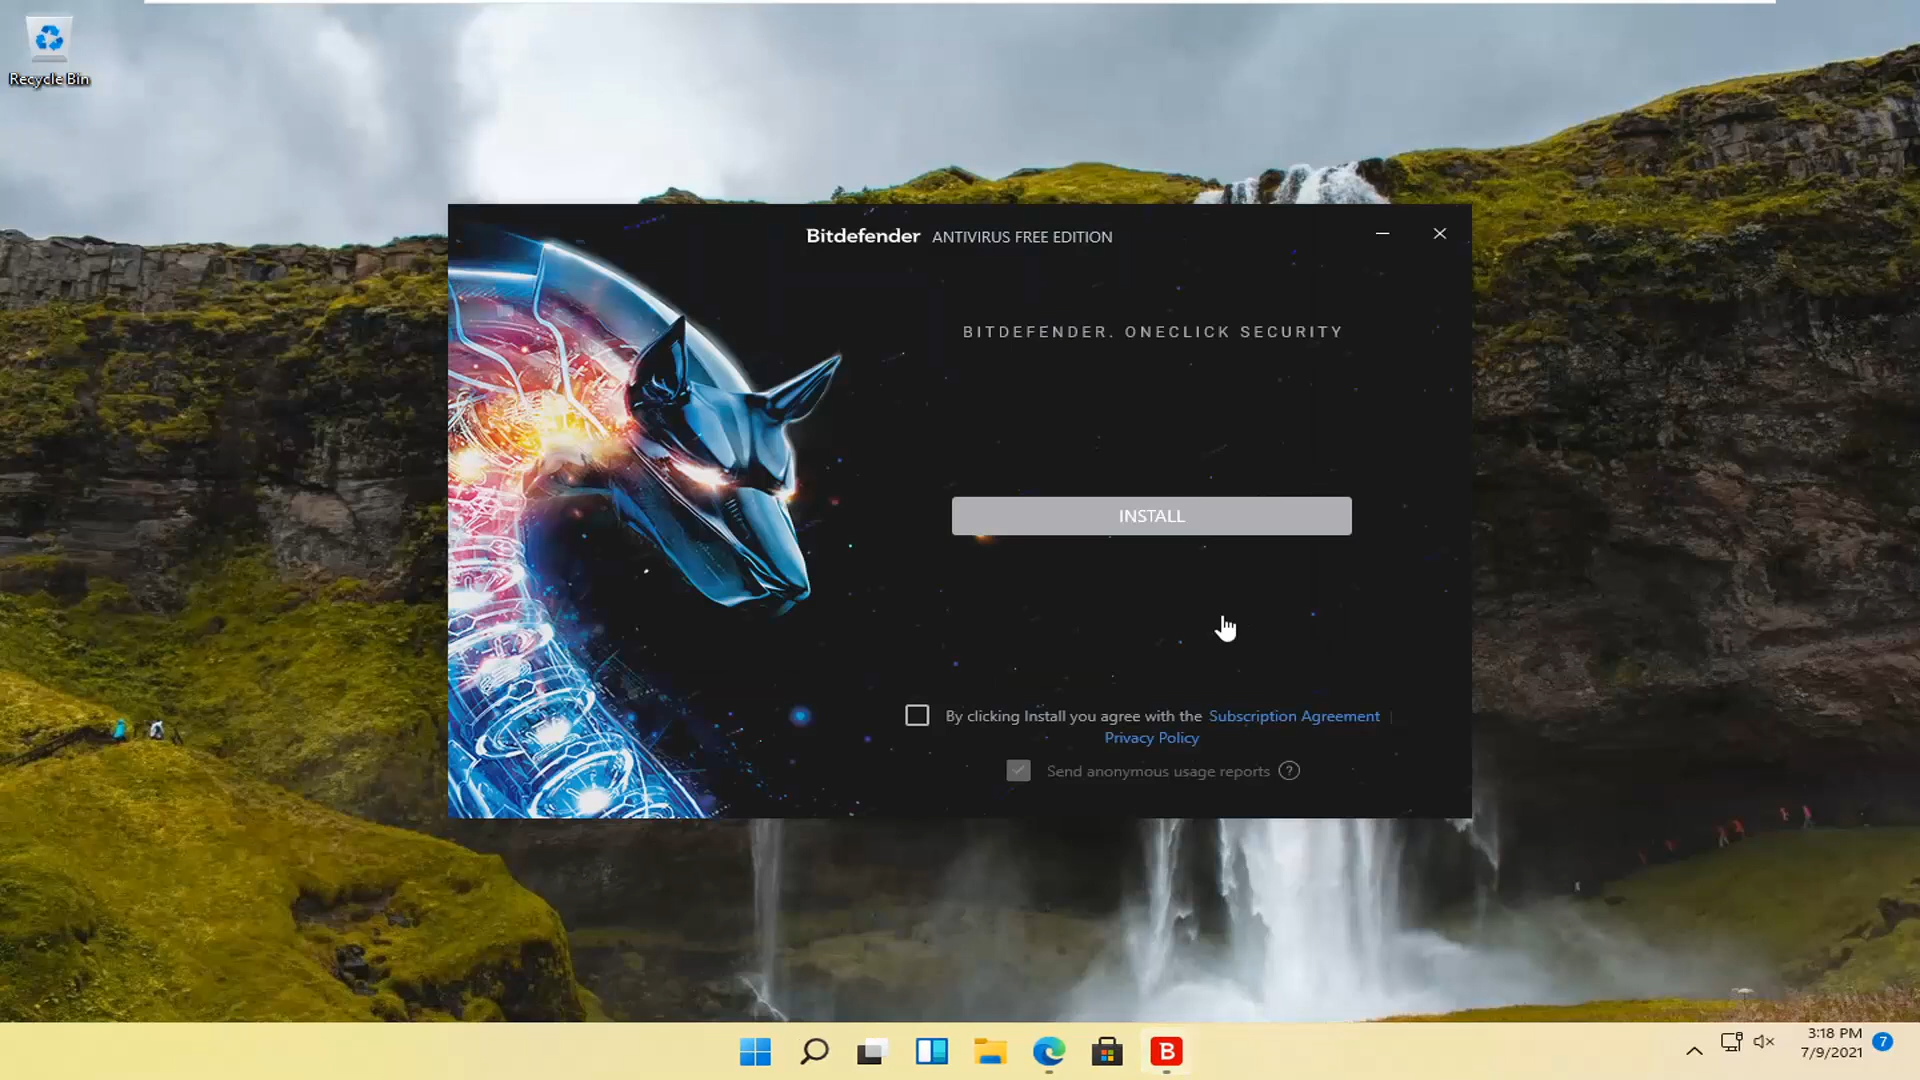 Recycle Bin
Bitdefender ANTIVIRUS FREE EDITION
BITDEFENDER. ONECLICK SECURITY
INSTALL
By clicking Install you agree with the Subscription Agreement |
Privacy Policy
Send anonymous usage reports ?
B
3:18 PM
7/9/2021
7